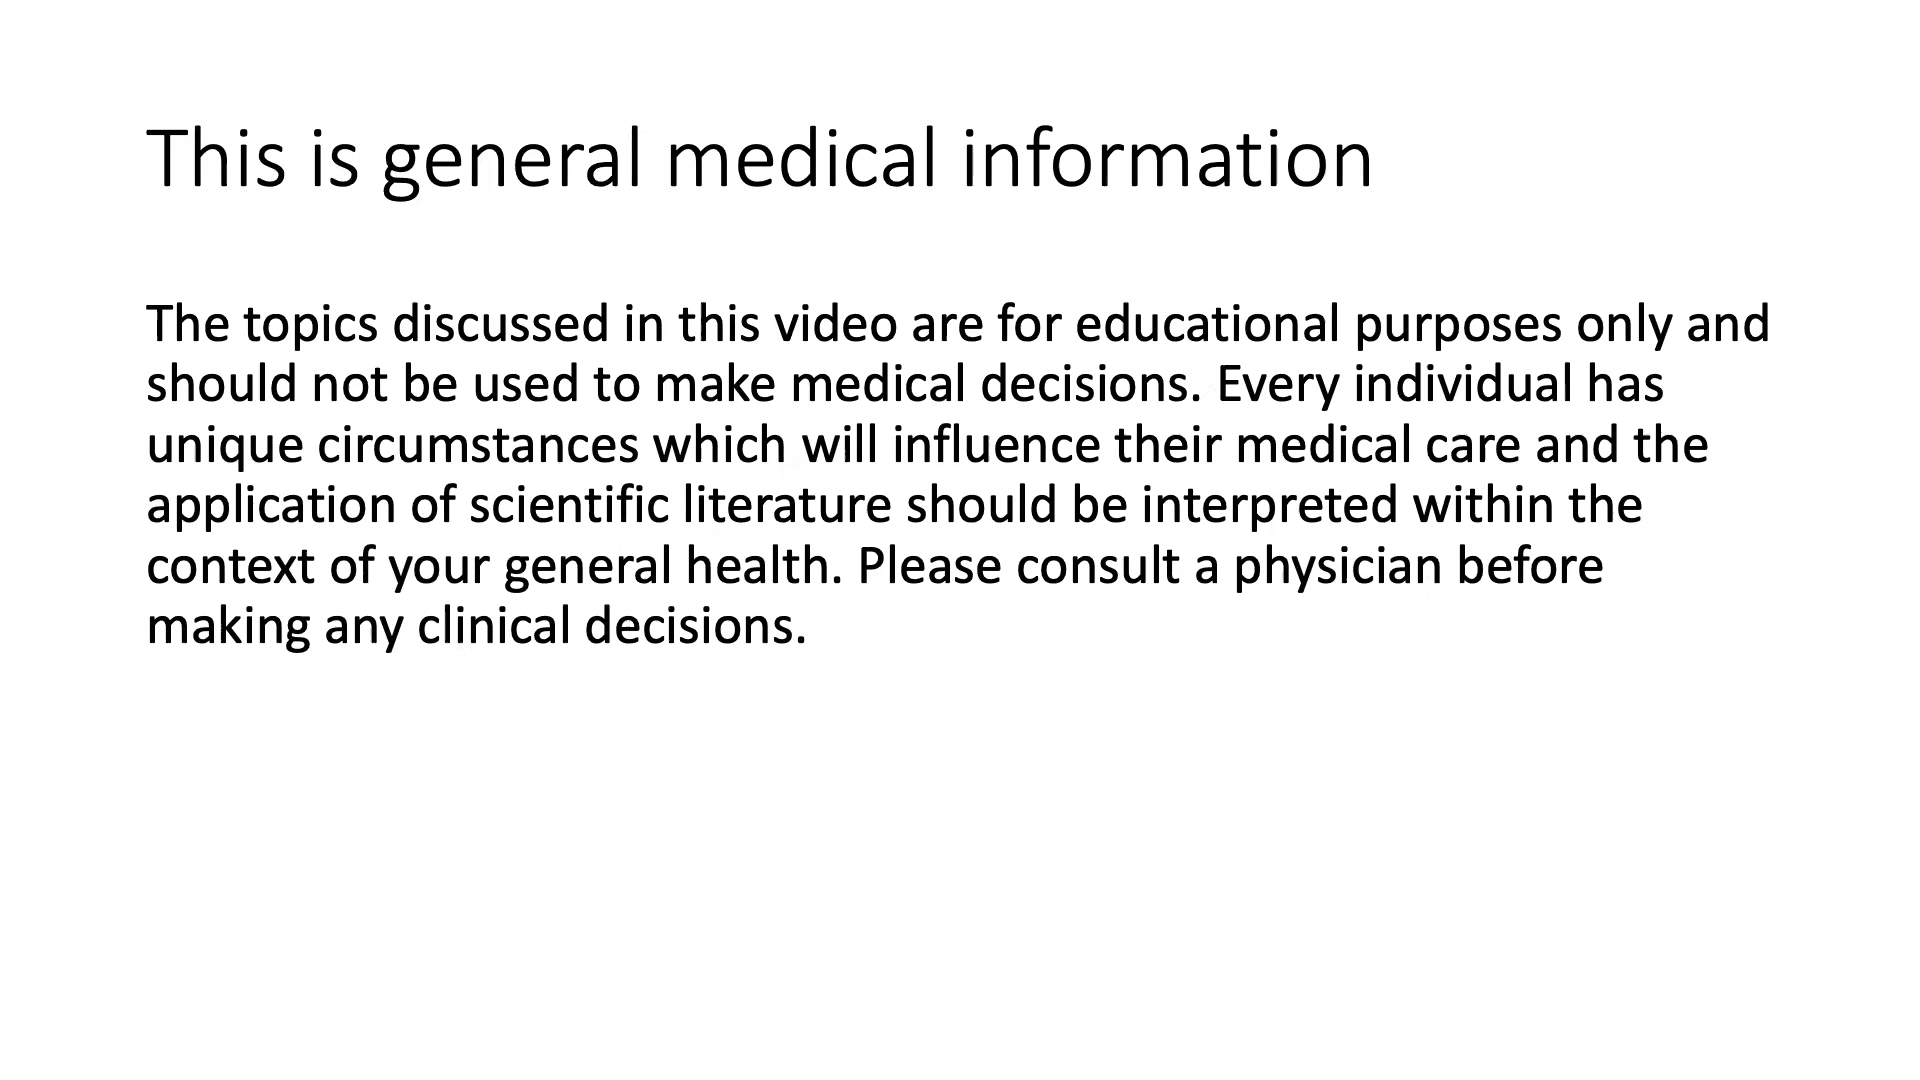 This is general medical information
The topics discussed in this video are for educational purposes only and
should not be used to make medical decisions. Every individual has
unique circumstances which will influence their medical care and the
application of scientific literature should be interpreted within the
context of your general health. Please consult a physician before
making any clinical decisions.